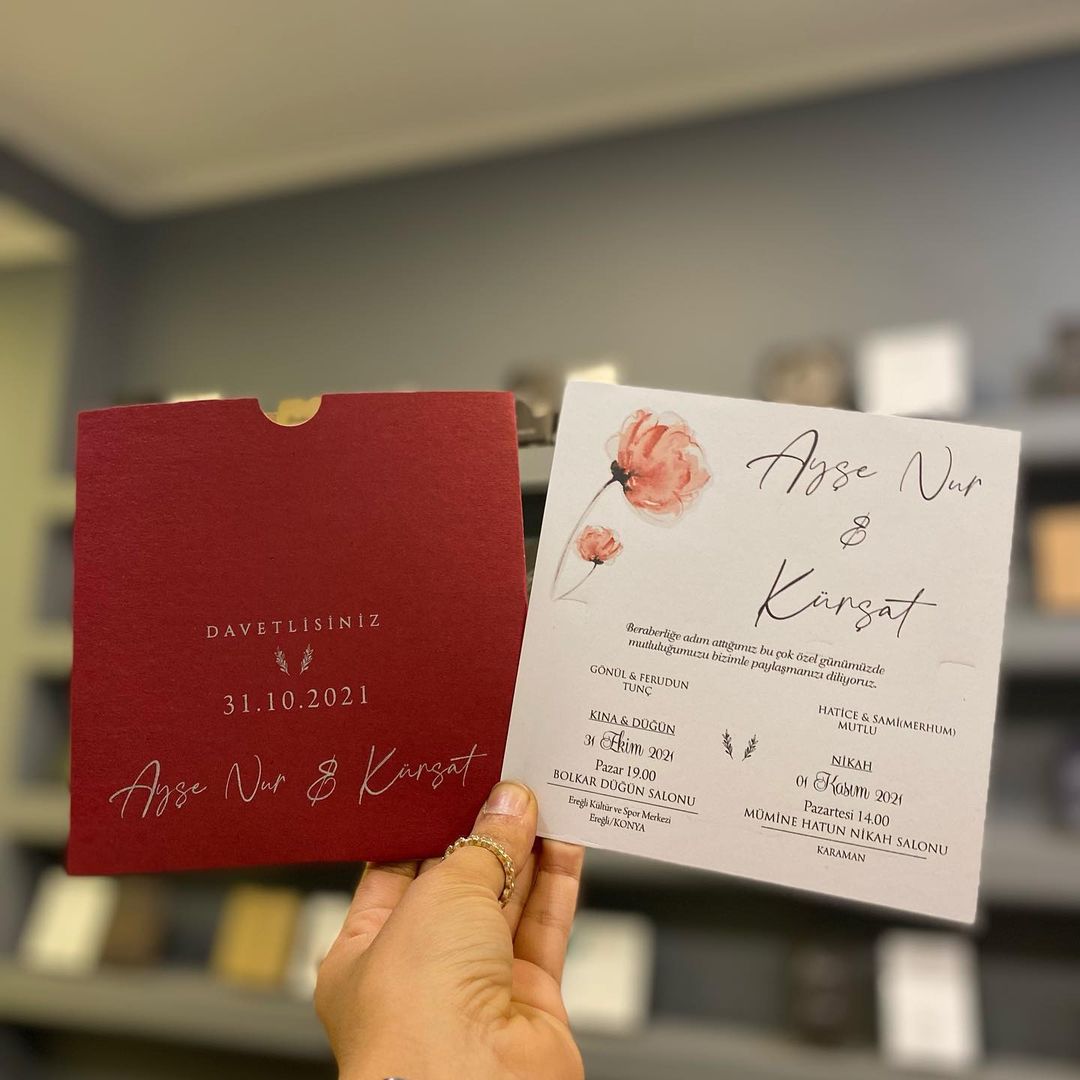 DAVETLİSİNİZ
31.10.2021
Ayşe Nur & Kürşat
Ayşe Nur
&
Kürşat
Beraberliğe adım attığımız bu çok özel günümüzde
mutluluğumuzu bizimle paylaşmanızı diliyoruz.
GÖNÜL & FERUDUN
TUNÇ
HATİCE & SAMİ(MERHUM)
MUTLU
KINA & DÜĞÜN
31 Ekim 2021
Pazar 19.00
BOLKAR DÜĞÜN SALONU
Ereğli Kültür ve Spor Merkezi
Ereğli/KONYA
NİKAH
01 Kasım 2021
Pazartesi 14.00
MÜMİNE HATUN NİKAH SALONU
KARAMAN